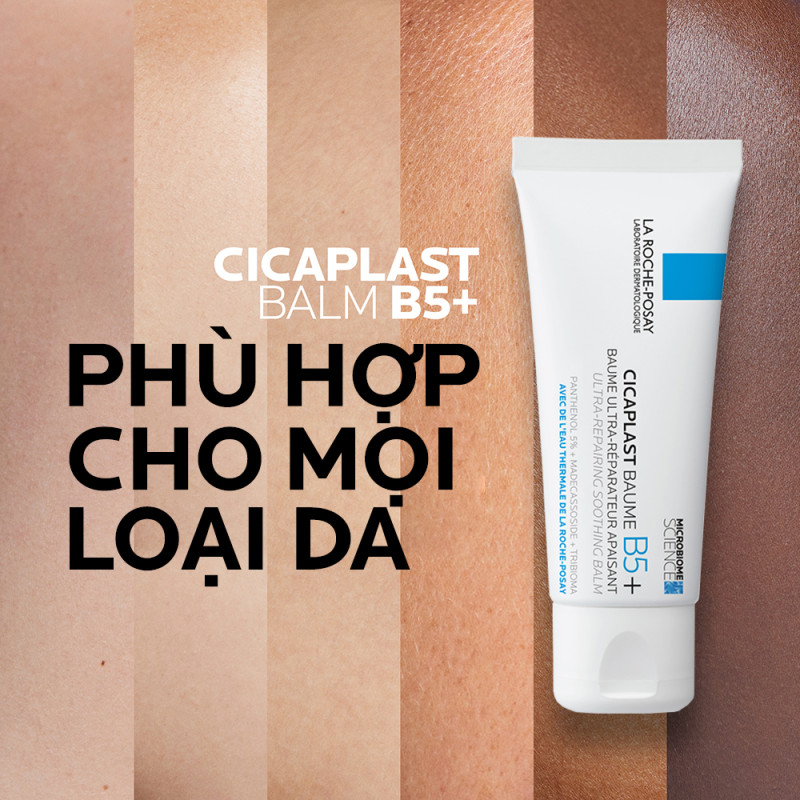 CICAPLAST
BALM B5+
PHÙ HỢP
CHO MỌI
LOẠI DA
LA ROCHE-POSAY
LABORATOIRE DERMATOLOGIQUE
CICAPLAST BAUME B5+
BAUME ULTRA-RÉPARATEUR APAISANT
ULTRA-REPAIRING SOOTHING BALM
PANTHENOL 5% + MADECASSOSIDE + TRIBIOMA
AVEC DE L'EAU THERMALE DE LA ROCHE-POSAY
MICROBIOME
SCIENCE